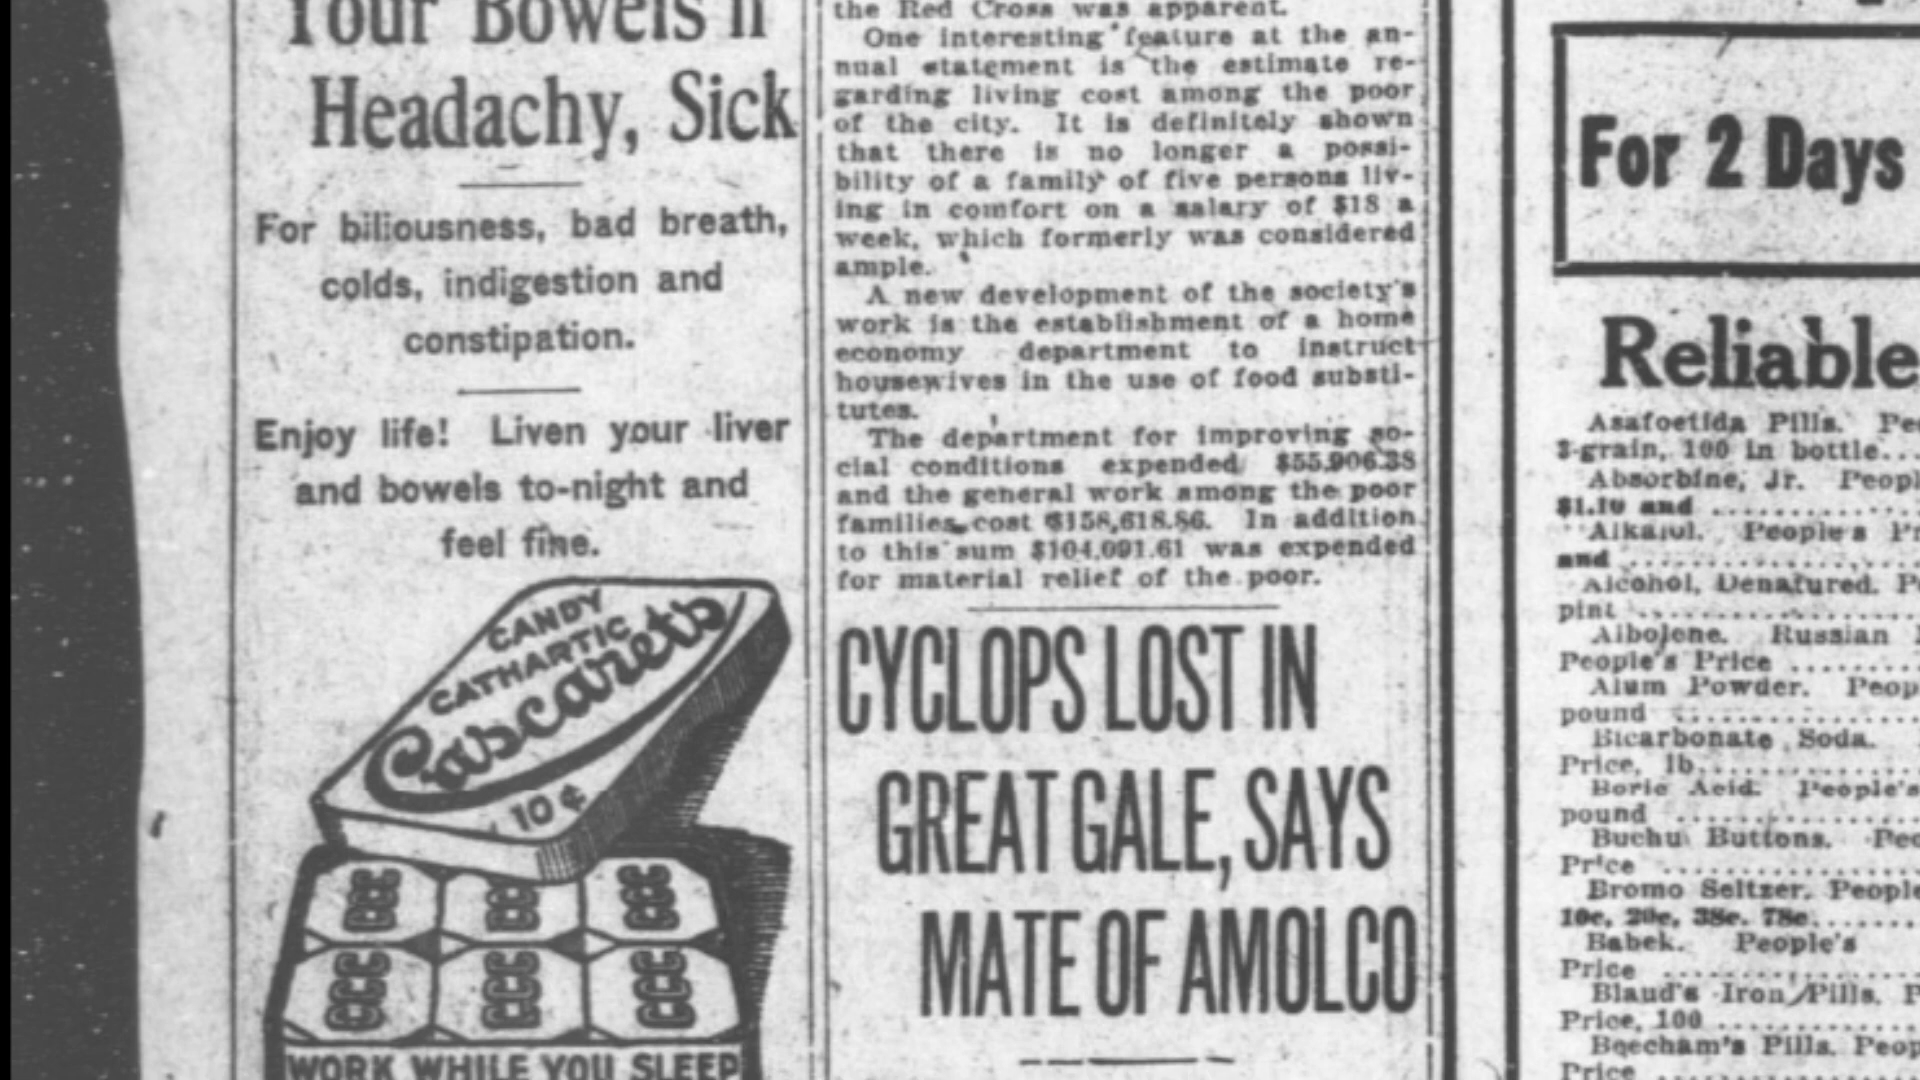 Your Bowels if
Headachy, Sick
For biliousness, bad breath,
colds, indigestion and
constipation.
Enjoy life! Liven your liver
and bowels to-night and
feel fine.
CANDY
CATHARTIC
Cascarets
10¢
WORK WHILE YOU SLEEP
the Red Cross was apparent.
One interesting feature at the an-
nual statement is the estimate re-
garding living cost among the poor
of the city. It is definitely shown
that there is no longer a possi-
bility of a family of five persons liv-
ing in comfort on a salary of $18 a
week, which formerly was considered
ample.
A new development of the society's
work is the establishment of a home
economy department to instruct
housewives in the use of food substi-
tutes.
The department for improving so-
cial conditions expended $55,906.38
and the general work among the poor
families cost $158,618.86. In addition
to this sum $104,091.61 was expended
for material relief of the poor.
CYCLOPS LOST IN
GREAT GALE, SAYS
MATE OF AMOLCO
For 2 Days
Reliable
Asafoetida Pills. Pe
3-grain, 100 in bottle...
Absorbine, Jr. Peopl
$1.10 and
Alkalol. People's Pr
and
Alcohol, Denatured. P
pint
Albolene. Russian
People's Price
Alum Powder. Peop
pound
Bicarbonate Soda.
Price, lb.
Boric Acid. People's
pound
Buchu Buttons. Peo
Price
Bromo Seltzer. People
10c, 20c, 38c, 78c
Babek. People's
Price
Blaud's Iron Pills. P
Price, 100
Beecham's Pills. Peop
Price